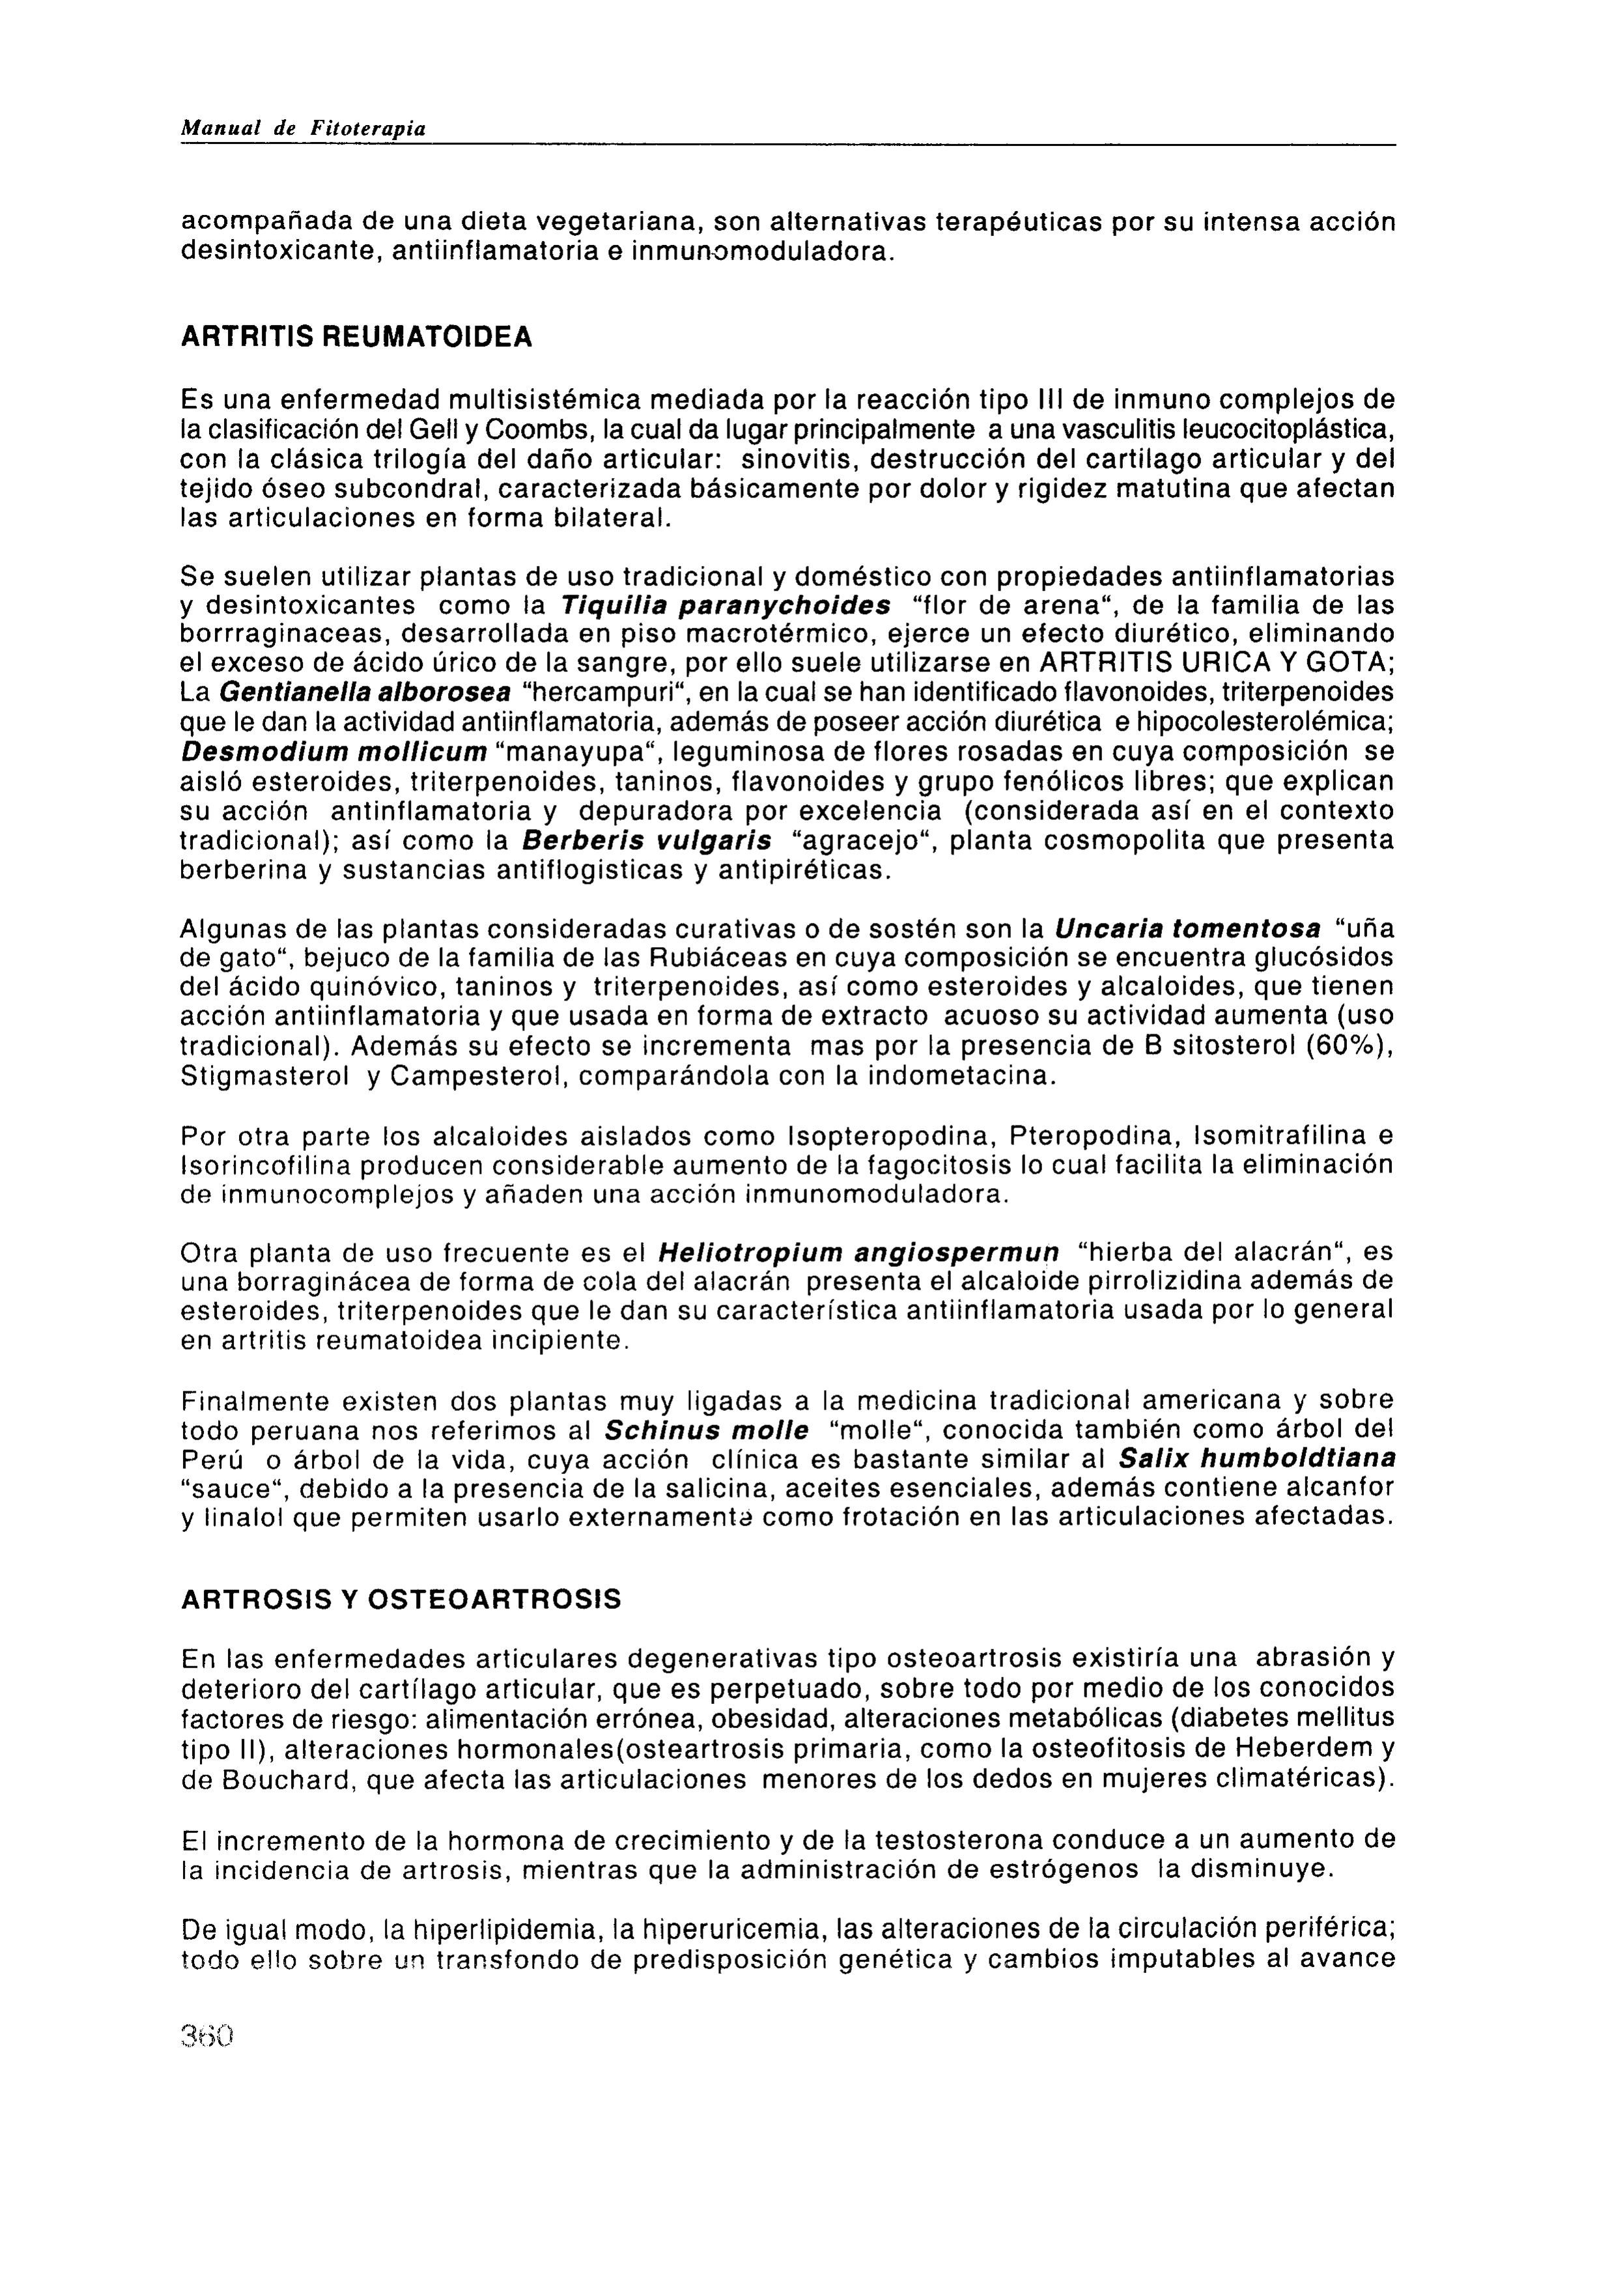 Manual de Fitoterapia
acompañada de una dieta vegetariana, son alternativas terapéuticas por su intensa acción
desintoxicante, antiinflamatoria e inmunomoduladora.
ARTRITIS REUMATOIDEA
Es una enfermedad multisistémica mediada por la reacción tipo III de inmuno complejos de
la clasificación del Gell y Coombs, la cual da lugar principalmente a una vasculitis leucocitoplástica,
con la clásica trilogía del daño articular: sinovitis, destrucción del cartilago articular y del
tejido óseo subcondral, caracterizada básicamente por dolor y rigidez matutina que afectan
las articulaciones en forma bilateral.
Se suelen utilizar plantas de uso tradicional y doméstico con propiedades antiinflamatorias
y desintoxicantes como la Tiquilia paranychoides “flor de arena“, de la familia de las
borrraginaceas, desarrollada en piso macrotérmico, ejerce un efecto diurético, eliminando
el exceso de ácido úrico de la sangre, por ello suele utilizarse en ARTRITIS URICA Y GOTA;
La Gentianella alborosea “hercampuri“, en la cual se han identificado flavonoides, triterpenoides
que le dan la actividad antiinflamatoria, además de poseer acción diurética e hipocolesterolémica;
Desmodium mollicum “manayupa“, leguminosa de flores rosadas en cuya composición se
aisló esteroides, triterpenoides, taninos, flavonoides y grupo fenólicos libres; que explican
su acción antinflamatoria y depuradora por excelencia (considerada así en el contexto
tradicional); así como la Berberis vulgaris “agracejo“, planta cosmopolita que presenta
berberina y sustancias antiflogisticas y antipiréticas.
Algunas de las plantas consideradas curativas o de sostén son la Uncaria tomentosa “uña
de gato“, bejuco de la familia de las Rubiáceas en cuya composición se encuentra glucósidos
del ácido quinóvico, taninos y triterpenoides, así como esteroides y alcaloides, que tienen
acción antiinflamatoria y que usada en forma de extracto acuoso su actividad aumenta (uso
tradicional). Además su efecto se incrementa mas por la presencia de B sitosterol (60%),
Stigmasterol y Campesterol, comparándola con la indometacina.
Por otra parte los alcaloides aislados como Isopteropodina, Pteropodina, Isomitrafilina e
Isorincofilina producen considerable aumento de la fagocitosis lo cual facilita la eliminación
de inmunocomplejos y añaden una acción inmunomoduladora.
Otra planta de uso frecuente es el Heliotropium angiospermun “hierba del alacrán“, es
una borraginácea de forma de cola del alacrán presenta el alcaloide pirrolizidina además de
esteroides, triterpenoides que le dan su característica antiinflamatoria usada por lo general
en artritis reumatoidea incipiente.
Finalmente existen dos plantas muy ligadas a la medicina tradicional americana y sobre
todo peruana nos referimos al Schinus molle “molle“, conocida también como árbol del
Perú o árbol de la vida, cuya acción clínica es bastante similar al Salix humboldtiana
“sauce“, debido a la presencia de la salicina, aceites esenciales, además contiene alcanfor
y linalol que permiten usarlo externamente como frotación en las articulaciones afectadas.
ARTROSIS Y OSTEOARTROSIS
En las enfermedades articulares degenerativas tipo osteoartrosis existiría una abrasión y
deterioro del cartílago articular, que es perpetuado, sobre todo por medio de los conocidos
factores de riesgo: alimentación errónea, obesidad, alteraciones metabólicas (diabetes mellitus
tipo II), alteraciones hormonales(osteartrosis primaria, como la osteofitosis de Heberdem y
de Bouchard, que afecta las articulaciones menores de los dedos en mujeres climatéricas).
El incremento de la hormona de crecimiento y de la testosterona conduce a un aumento de
la incidencia de artrosis, mientras que la administración de estrógenos la disminuye.
De igual modo, la hiperlipidemia, la hiperuricemia, las alteraciones de la circulación periférica;
todo ello sobre un transfondo de predisposición genética y cambios imputables al avance
360